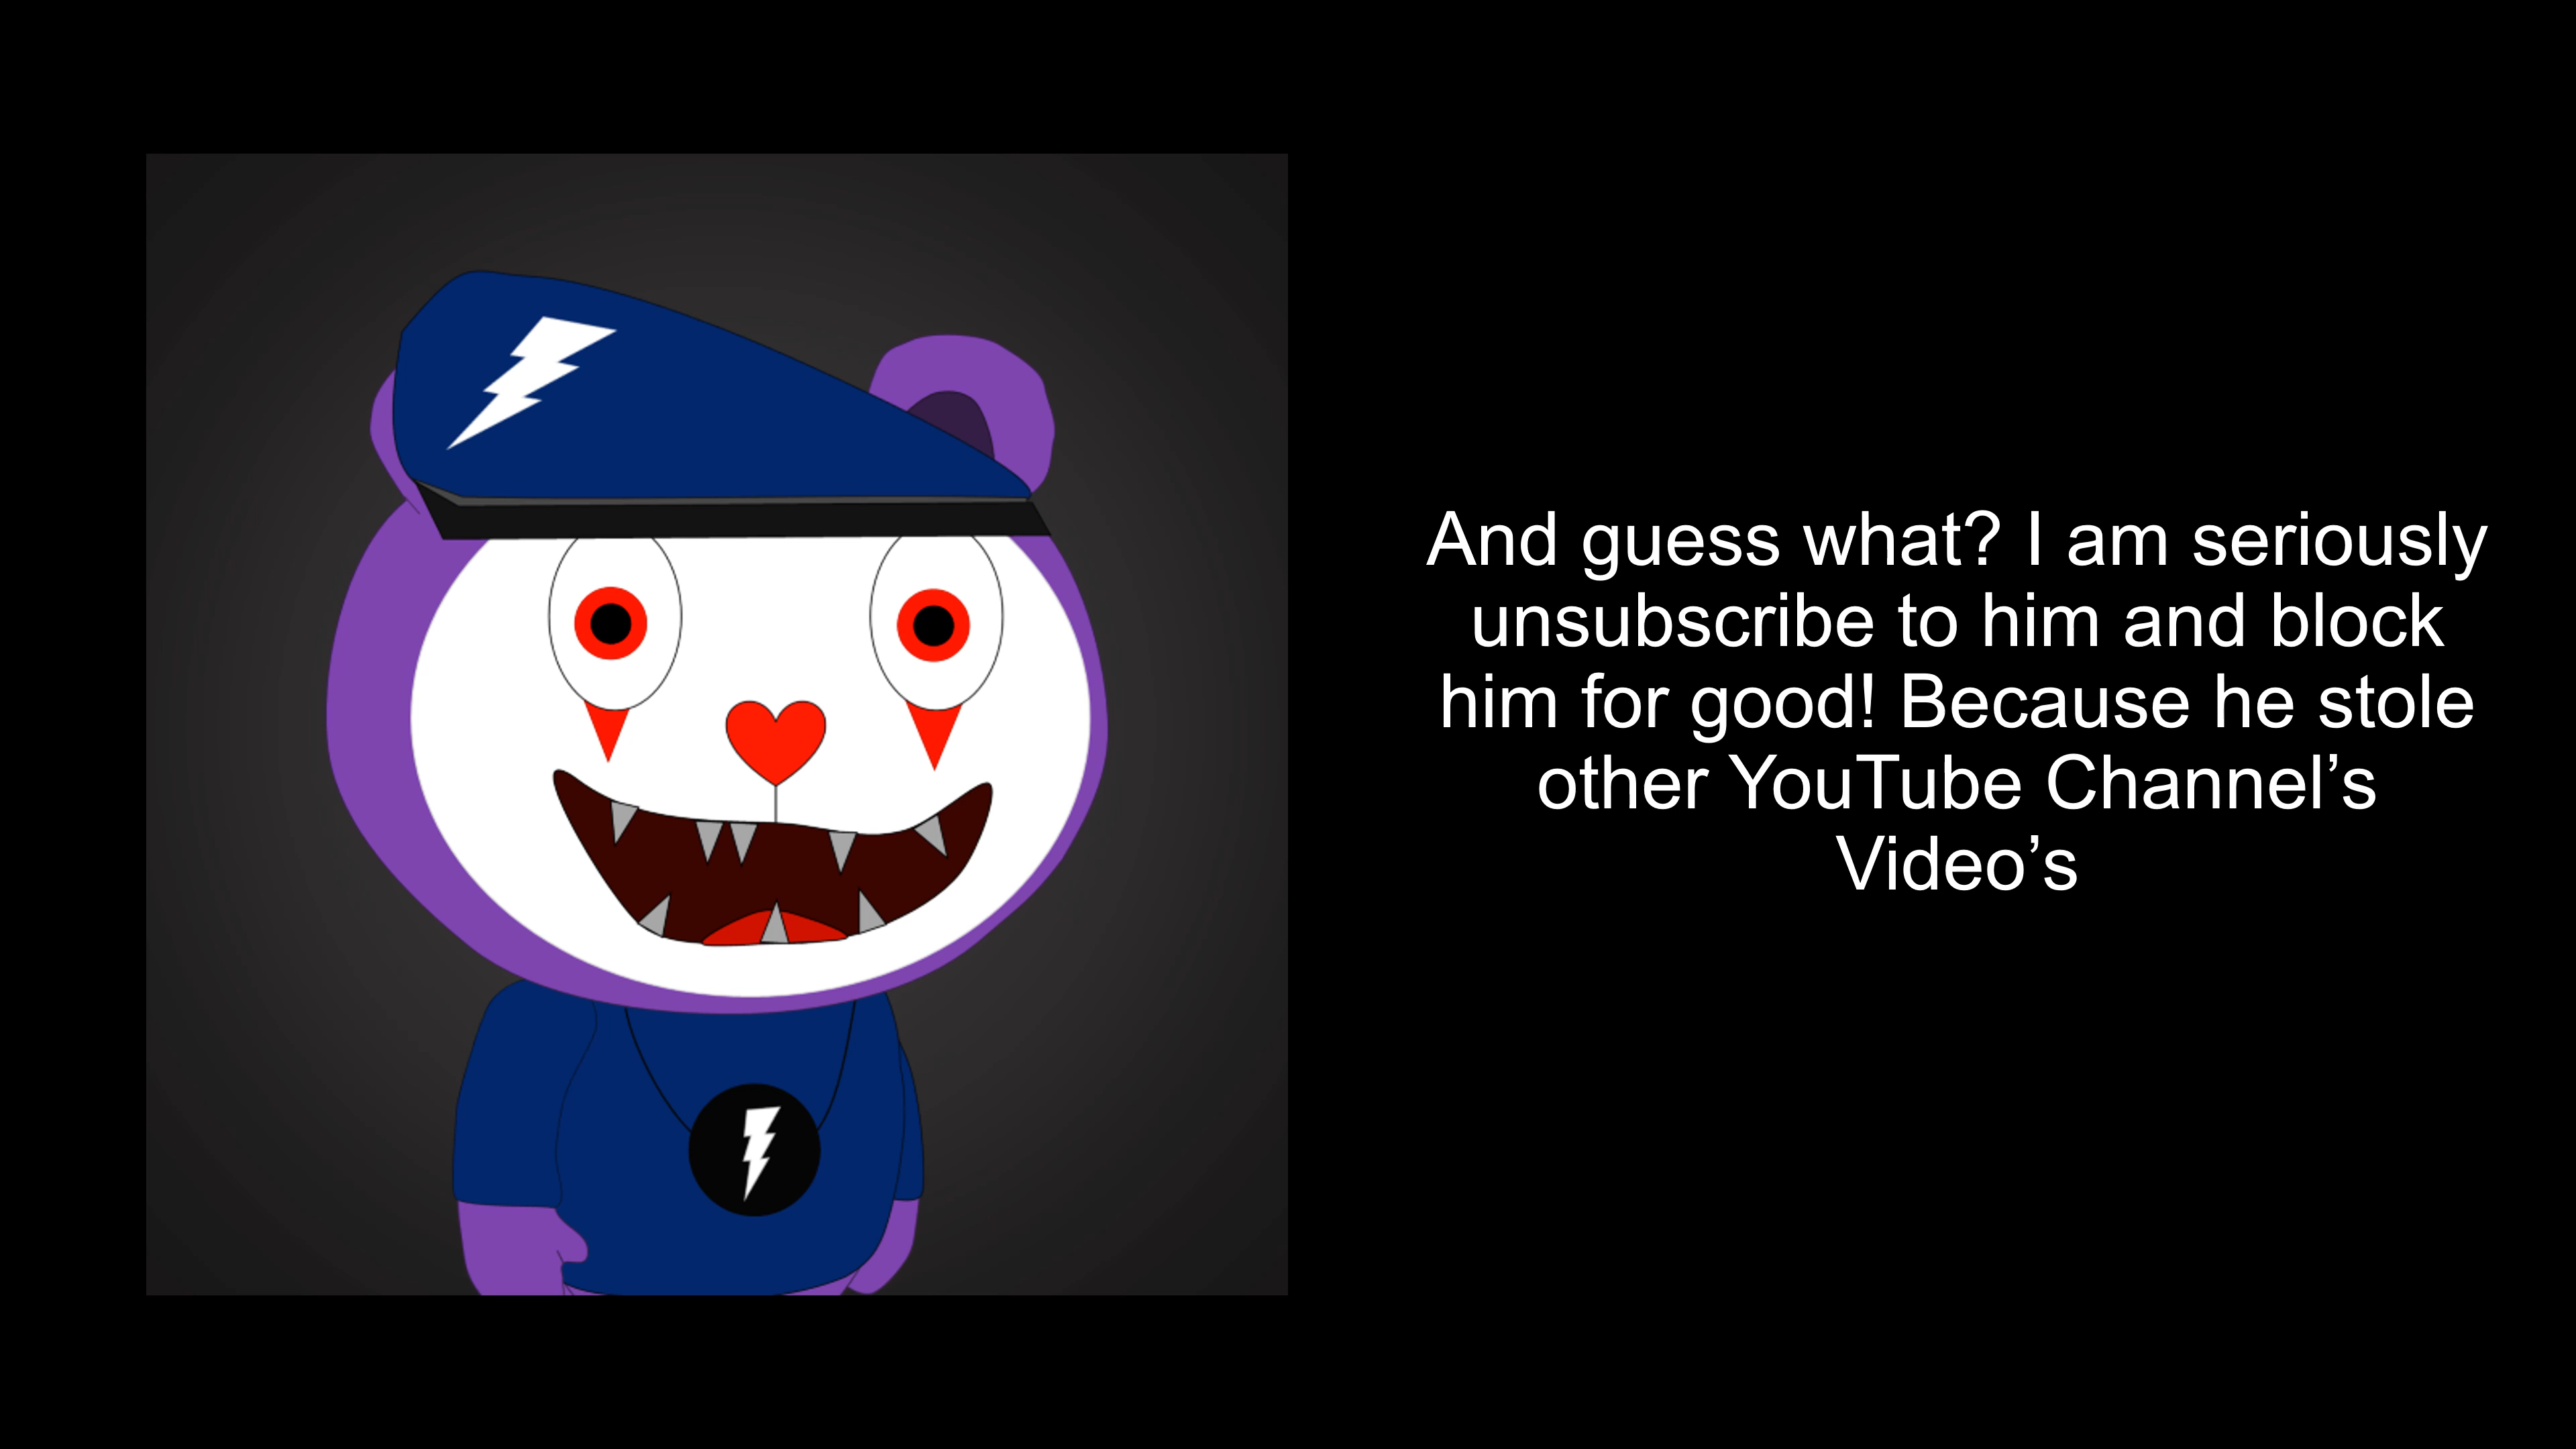 And guess what? I am seriously
unsubscribe to him and block
him for good! Because he stole
other YouTube Channel’s
Video’s